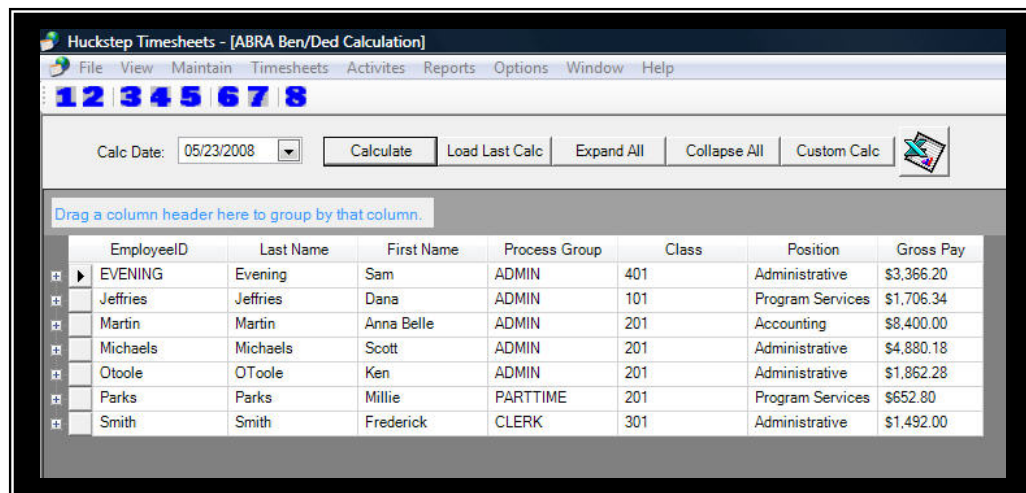 Huckstep Timesheets - [ABRA Ben/Ded Calculation]
File View Maintain Timesheets Activites Reports Options Window Help
1 2 3 4 5 6 7 8
Calc Date: 05/23/2008 Calculate Load Last Calc Expand All Collapse All Custom Calc
Drag a column header here to group by that column.
EmployeeID Last Name First Name Process Group Class Position Gross Pay
EVENING Evening Sam ADMIN 401 Administrative $3,366.20
Jeffries Jeffries Dana ADMIN 101 Program Services $1,706.34
Martin Martin Anna Belle ADMIN 201 Accounting $8,400.00
Michaels Michaels Scott ADMIN 201 Administrative $4,880.18
Otoole OToole Ken ADMIN 201 Administrative $1,862.28
Parks Parks Millie PARTTIME 201 Program Services $652.80
Smith Smith Frederick CLERK 301 Administrative $1,492.00